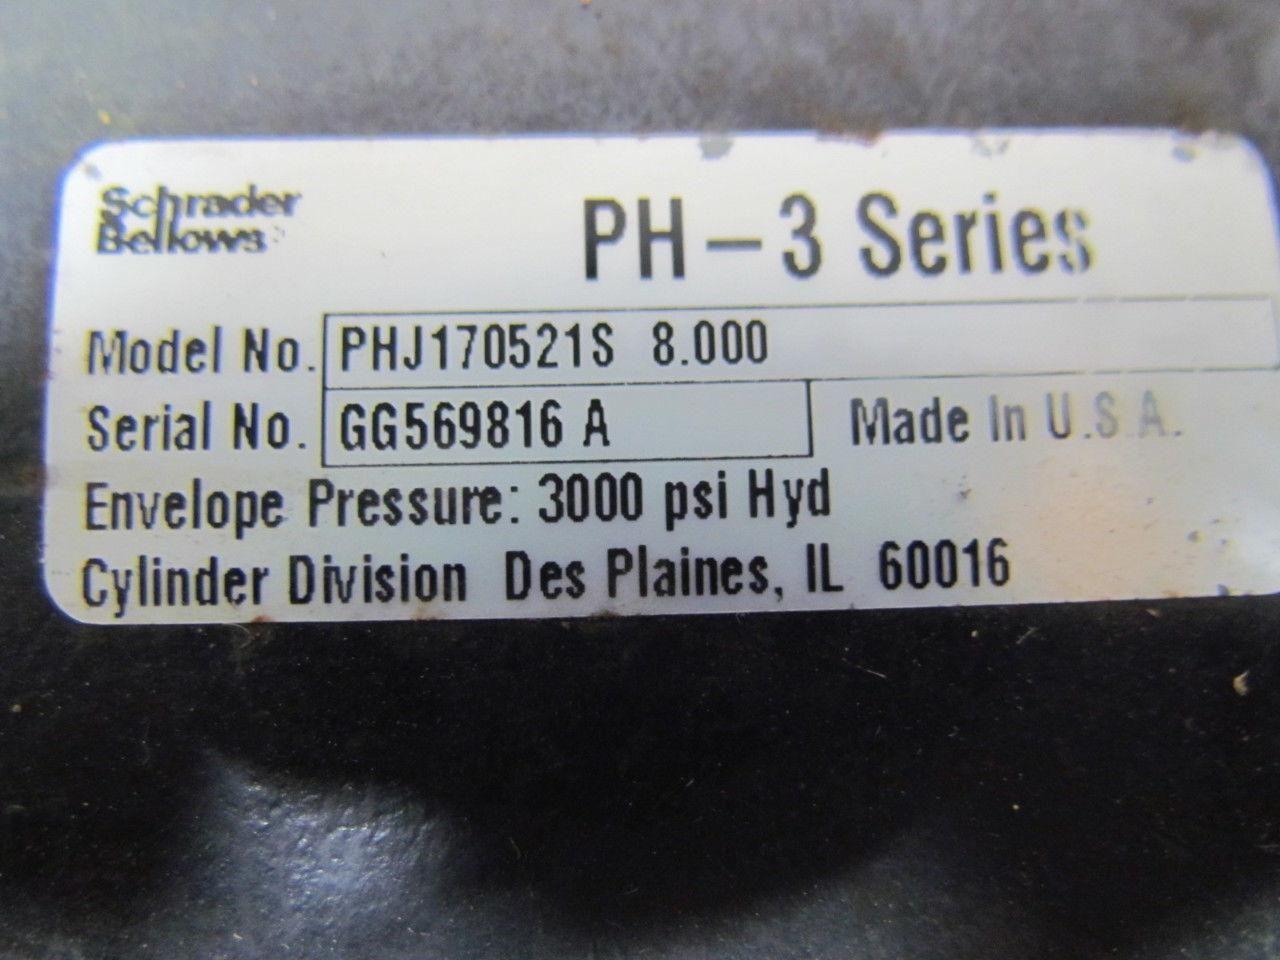 Schrader
Bellows
PH-3 Series
Model No. PHJ170521S 8.000
Serial No. GG569816 A Made In U.S.A.
Envelope Pressure: 3000 psi Hyd
Cylinder Division Des Plaines, IL 60016